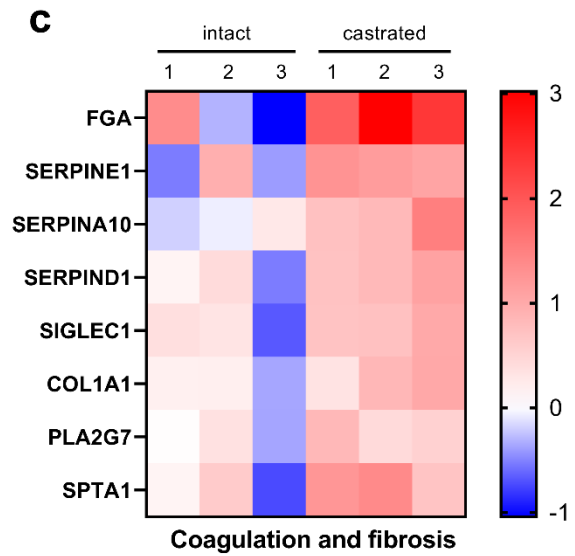 c
intact castrated
1 2 3 1 2 3
FGA
SERPINE1
SERPINA10
SERPIND1
SIGLEC1
COL1A1
PLA2G7
SPTA1
3
2
1
0
-1
Coagulation and fibrosis